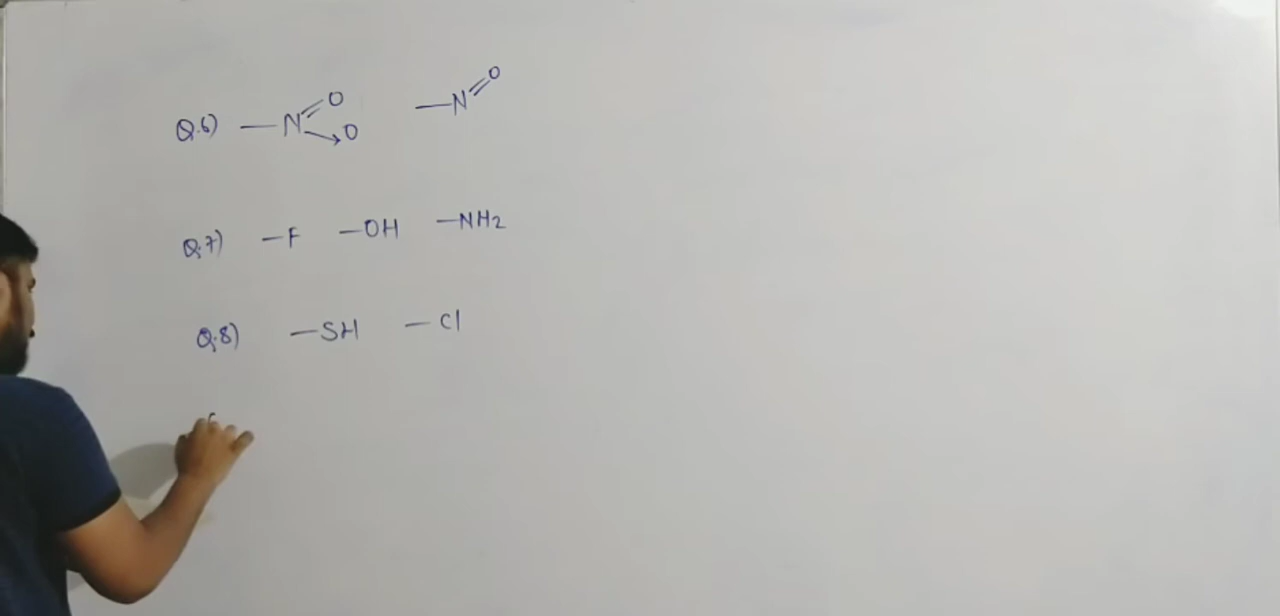 Q.6) —N=O→O —N=O
Q.7) —F —OH —NH₂
Q.8) —SH —Cl